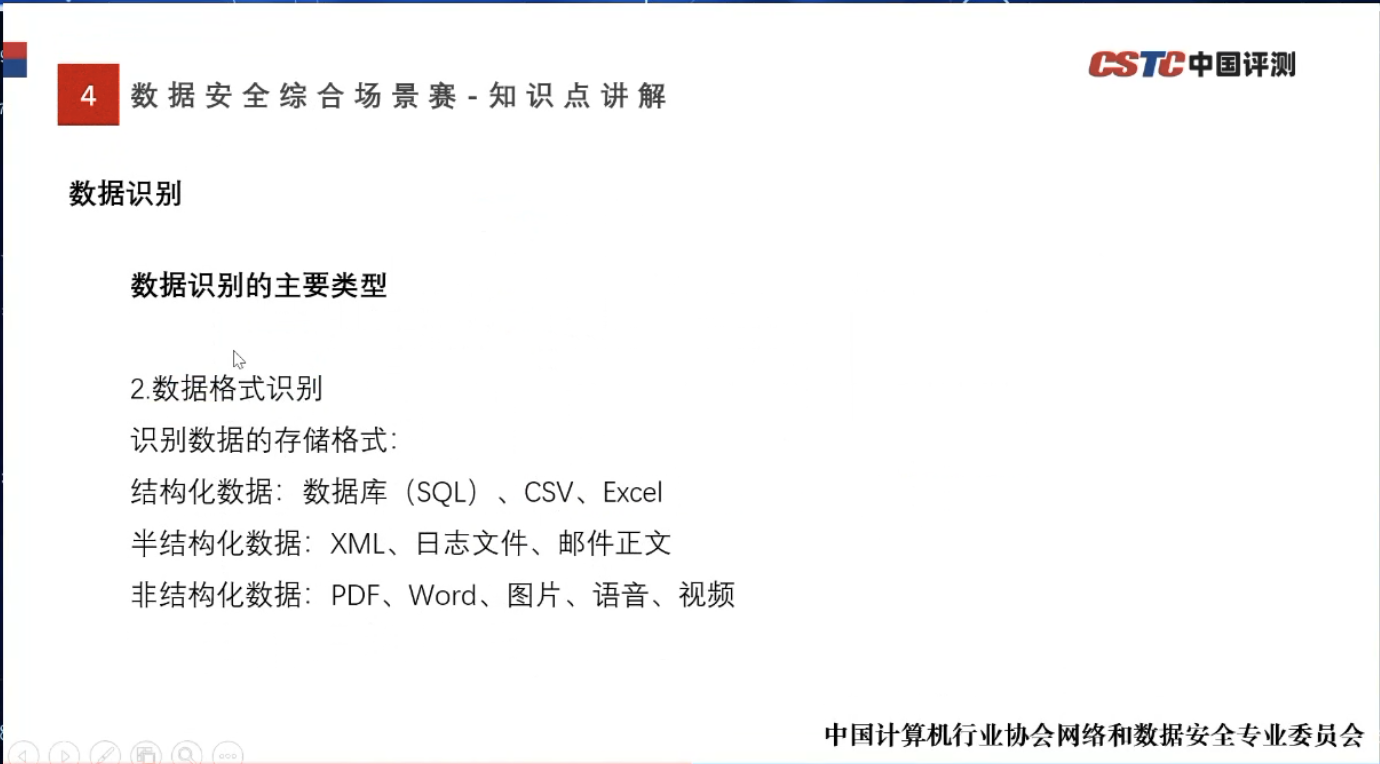 CSTC中国评测
4 数据安全综合场景赛-知识点讲解
数据识别
数据识别的主要类型
2.数据格式识别
识别数据的存储格式：
结构化数据：数据库（SQL）、CSV、Excel
半结构化数据：XML、日志文件、邮件正文
非结构化数据：PDF、Word、图片、语音、视频
中国计算机行业协会网络和数据安全专业委员会